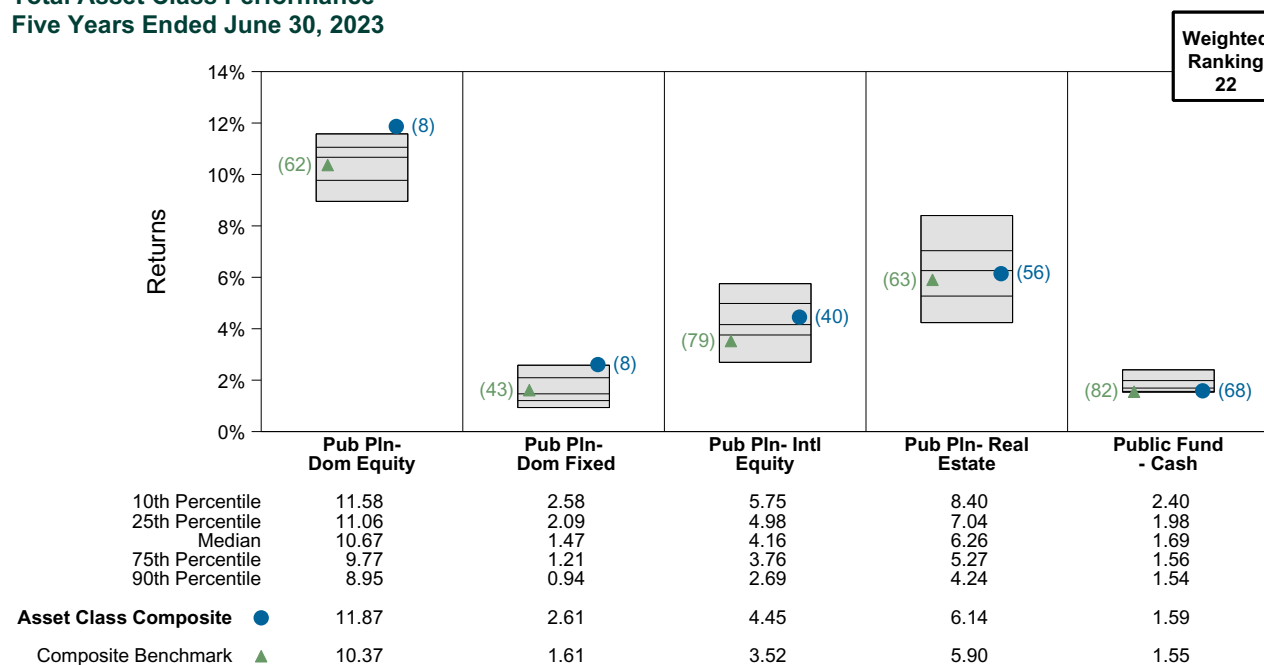 Total Asset Class Performance
Five Years Ended June 30, 2023
Weighted
Ranking
22
Returns
14%
12%
10%
8%
6%
4%
2%
0%
(8)
(62)
(8)
(43)
(40)
(79)
(56)
(63)
(68)
(82)
Pub Pln- Dom Equity
Pub Pln- Dom Fixed
Pub Pln- Intl Equity
Pub Pln- Real Estate
Public Fund - Cash
10th Percentile 11.58 2.58 5.75 8.40 2.40
25th Percentile 11.06 2.09 4.98 7.04 1.98
Median 10.67 1.47 4.16 6.26 1.69
75th Percentile 9.77 1.21 3.76 5.27 1.56
90th Percentile 8.95 0.94 2.69 4.24 1.54
Asset Class Composite 11.87 2.61 4.45 6.14 1.59
Composite Benchmark 10.37 1.61 3.52 5.90 1.55